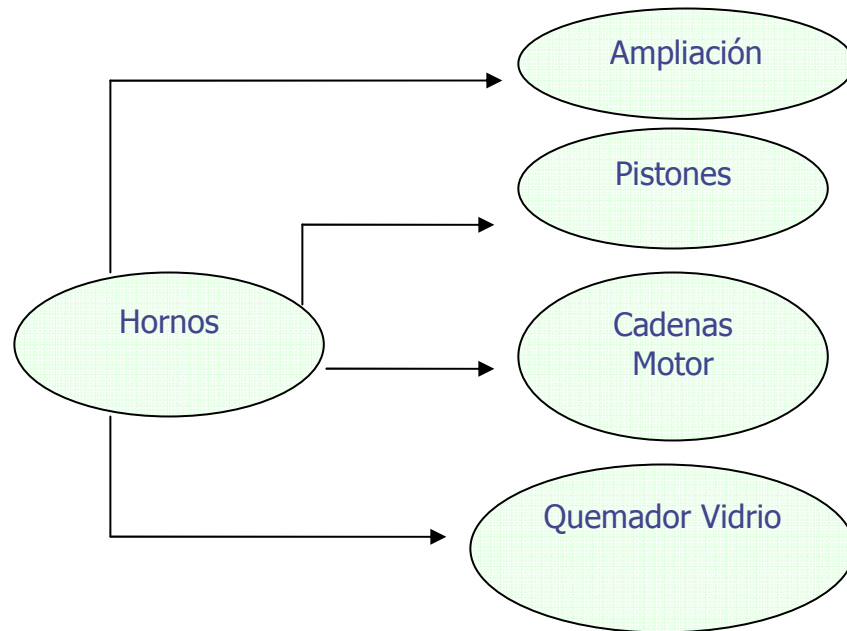 Ampliación
Pistones
Hornos
Cadenas
Motor
Quemador Vidrio